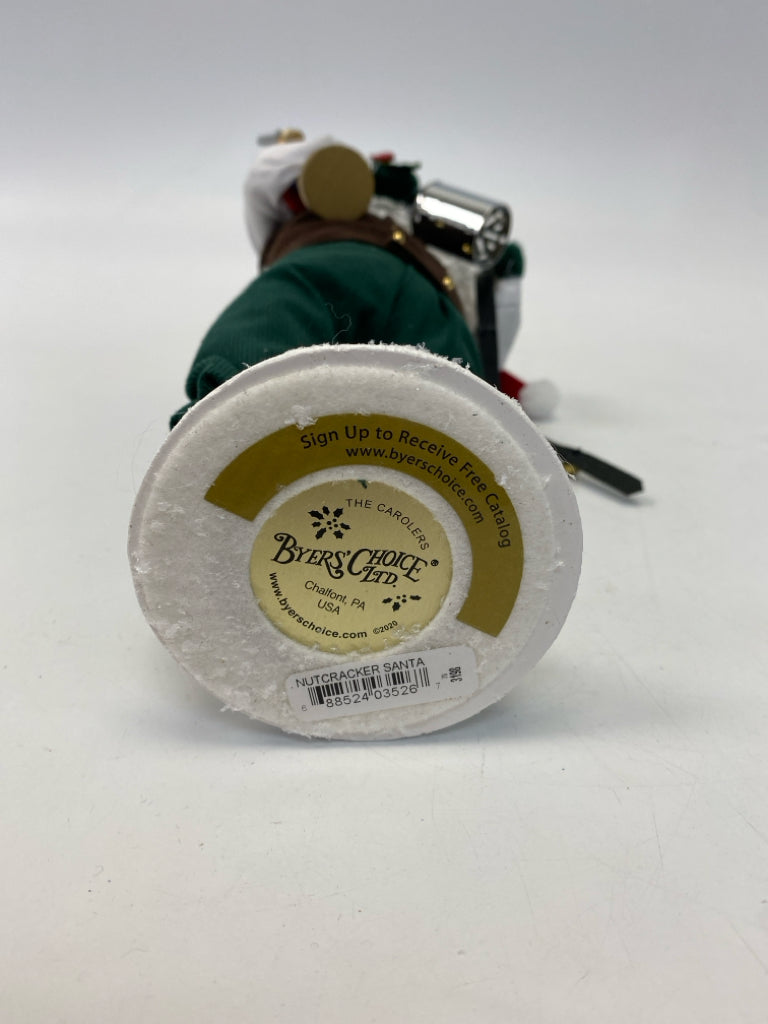 Sign Up to Receive Free Catalog
www.byerschoice.com
THE CAROLERS
BYERS' CHOICE
LTD.
®
Chalfont, PA
USA
www.byerschoice.com ©2020
NUTCRACKER SANTA
6 88524 03526 7